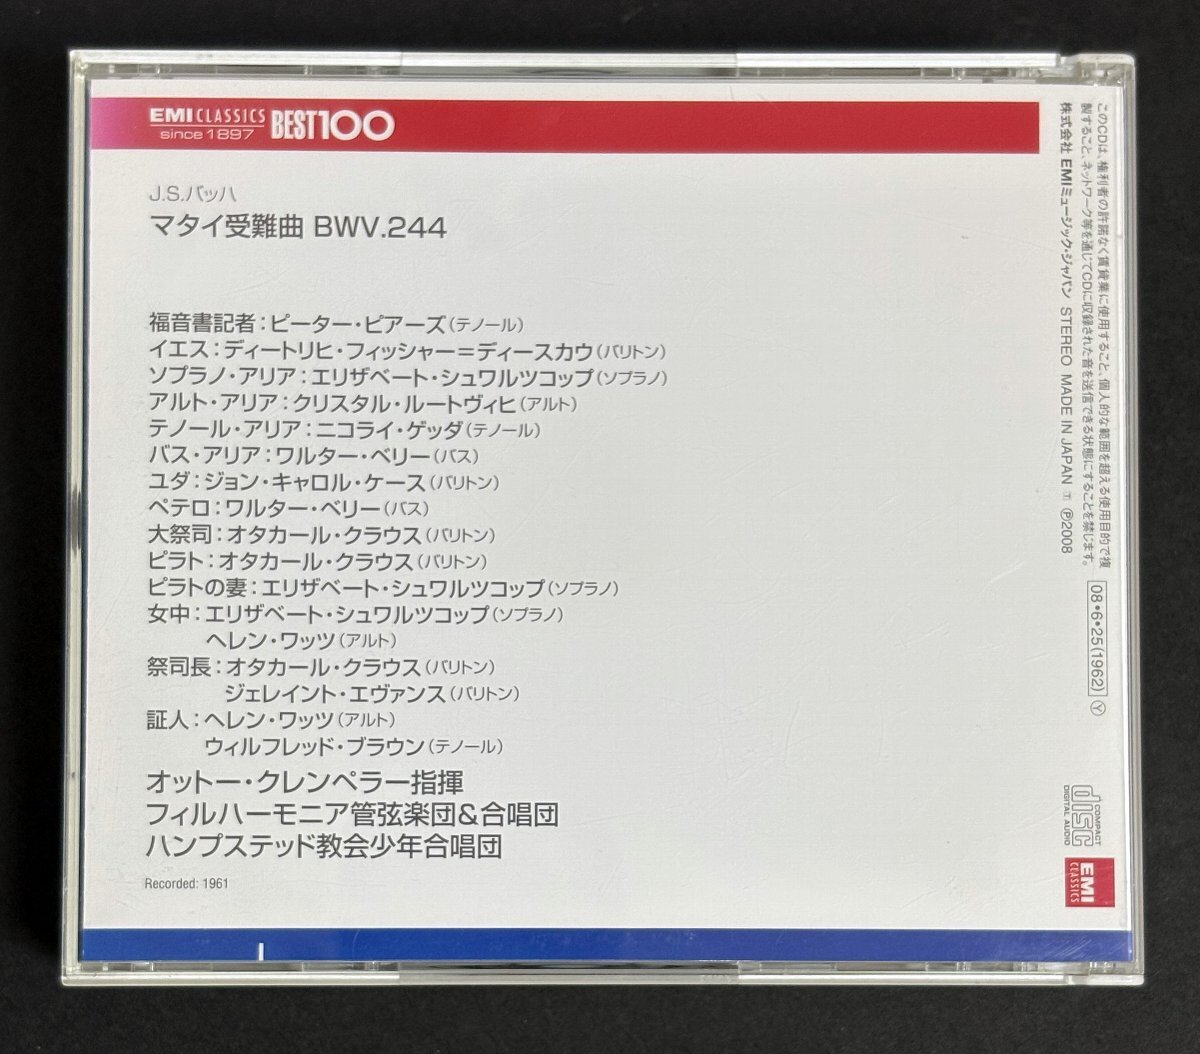 EMI CLASSICS BEST100
since 1897
J.S.バッハ
マタイ受難曲 BWV.244
福音書記者：ピーター・ピアーズ（テノール）
イエス：ディートリヒ・フィッシャー＝ディースカウ（バリトン）
ソプラノ・アリア：エリザベート・シュワルツコップ（ソプラノ）
アルト・アリア：クリスタル・ルートヴィヒ（アルト）
テノール・アリア：ニコライ・ゲッダ（テノール）
バス・アリア：ワルター・ベリー（バス）
ユダ：ジョン・キャロル・ケース（バリトン）
ペテロ：ワルター・ベリー（バス）
大祭司：オタカール・クラウス（バリトン）
ピラト：オタカール・クラウス（バリトン）
ピラトの妻：エリザベート・シュワルツコップ（ソプラノ）
女中：エリザベート・シュワルツコップ（ソプラノ）
ヘレン・ワッツ（アルト）
祭司長：オタカール・クラウス（バリトン）
ジェレイント・エヴァンス（バリトン）
証人：ヘレン・ワッツ（アルト）
ウィルフレッド・ブラウン（テノール）
オットー・クレンペラー指揮
フィルハーモニア管弦楽団&合唱団
ハンプステッド教会少年合唱団
Recorded: 1961
このCDは、権利者の許諾なく賃貸業に使用すること、個人的な範囲を超える使用目的で複
製すること、ネットワーク等を通じてCDに収録された音を送信できる状態にすることを禁じます。
株式会社 EMIミュージック・ジャパン STEREO MADE IN JAPAN Ⓣ Ⓟ2008
08・6・25(1962) Ⓨ
COMPACT
disc
DIGITAL AUDIO
EMI
CLASSICS